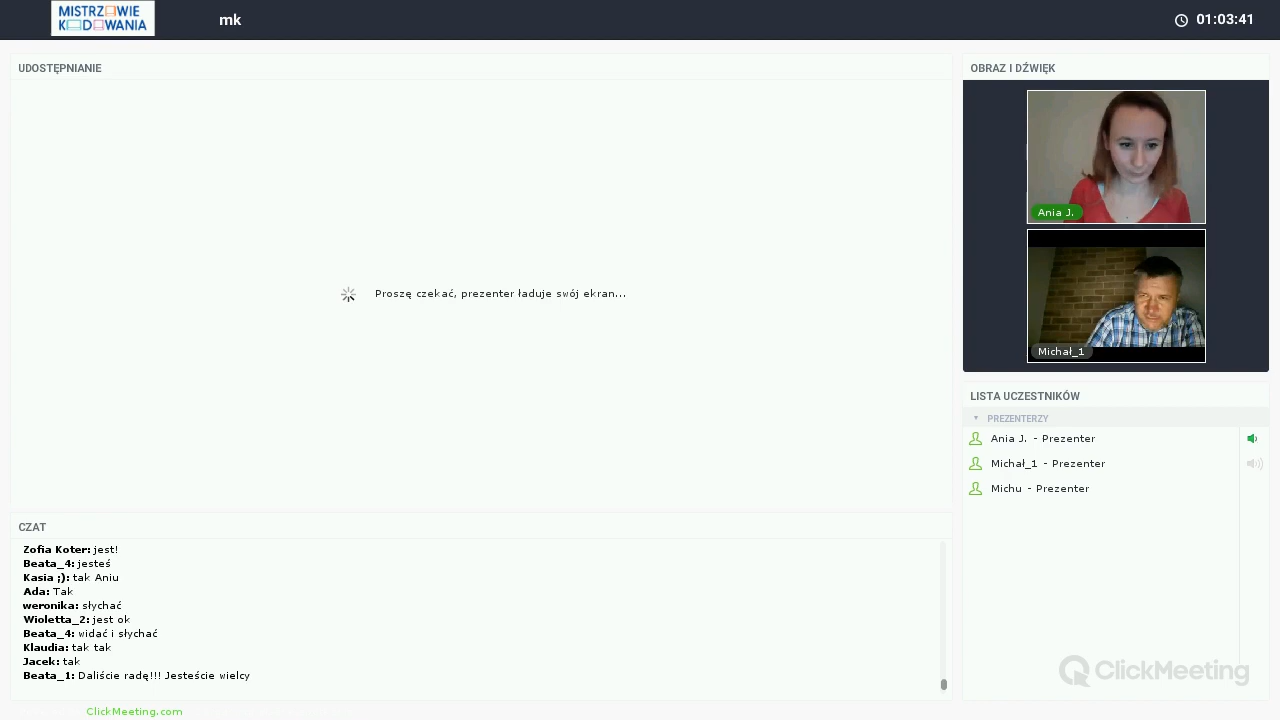 MISTRZOWIE
KODOWANIA
mk
01:03:41
UDOSTĘPNIANIE
Proszę czekać, prezenter ładuje swój ekran...
OBRAZ I DŹWIĘK
Ania J.
Michał_1
LISTA UCZESTNIKÓW
PREZENTERZY
Ania J. - Prezenter
Michał_1 - Prezenter
Michu - Prezenter
ClickMeeting
CZAT
Zofia Koter: jest!
Beata_4: jesteś
Kasia ;): tak Aniu
Ada: Tak
weronika: słychać
Wioletta_2: jest ok
Beata_4: widać i słychać
Klaudia: tak tak
Jacek: tak
Beata_1: Daliście radę!!! Jesteście wielcy
ClickMeeting.com